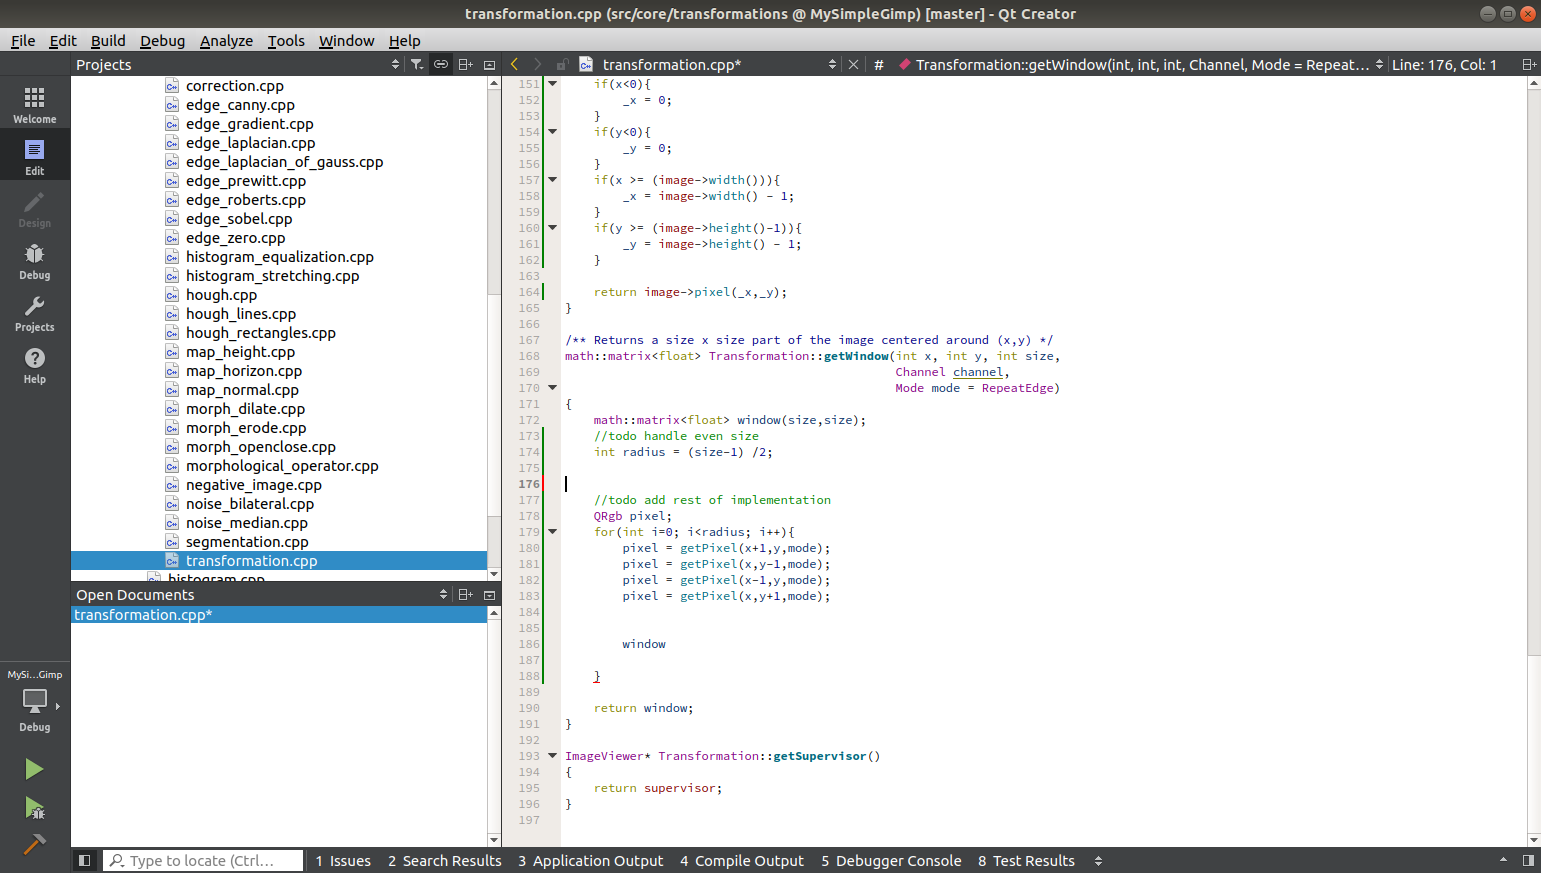 transformation.cpp (src/core/transformations @ MySimpleGimp) [master] - Qt Creator
File Edit Build Debug Analyze Tools Window Help
Projects
transformation.cpp*
# Transformation::getWindow(int, int, int, Channel, Mode = Repeat... Line: 176, Col: 1
Welcome
Edit
Design
Debug
Projects
Help
MySi...Gimp
Debug
correction.cpp
edge_canny.cpp
edge_gradient.cpp
edge_laplacian.cpp
edge_laplacian_of_gauss.cpp
edge_prewitt.cpp
edge_roberts.cpp
edge_sobel.cpp
edge_zero.cpp
histogram_equalization.cpp
histogram_stretching.cpp
hough.cpp
hough_lines.cpp
hough_rectangles.cpp
map_height.cpp
map_horizon.cpp
map_normal.cpp
morph_dilate.cpp
morph_erode.cpp
morph_openclose.cpp
morphological_operator.cpp
negative_image.cpp
noise_bilateral.cpp
noise_median.cpp
segmentation.cpp
transformation.cpp
histogram.cpp
Open Documents
transformation.cpp*
151 if(x<0){
152 _x = 0;
153 }
154 if(y<0){
155 _y = 0;
156 }
157 if(x >= (image->width())){
158 _x = image->width() - 1;
159 }
160 if(y >= (image->height()-1)){
161 _y = image->height() - 1;
162 }
163
164 return image->pixel(_x,_y);
165 }
166
167 /** Returns a size x size part of the image centered around (x,y) */
168 math::matrix<float> Transformation::getWindow(int x, int y, int size,
169 Channel channel,
170 Mode mode = RepeatEdge)
171 {
172 math::matrix<float> window(size,size);
173 //todo handle even size
174 int radius = (size-1) /2;
175
176
177 //todo add rest of implementation
178 QRgb pixel;
179 for(int i=0; i<radius; i++){
180 pixel = getPixel(x+1,y,mode);
181 pixel = getPixel(x,y-1,mode);
182 pixel = getPixel(x-1,y,mode);
183 pixel = getPixel(x,y+1,mode);
184
185
186 window
187
188 }
189
190 return window;
191 }
192
193 ImageViewer* Transformation::getSupervisor()
194 {
195 return supervisor;
196 }
197
Type to locate (Ctrl... 1 Issues 2 Search Results 3 Application Output 4 Compile Output 5 Debugger Console 8 Test Results